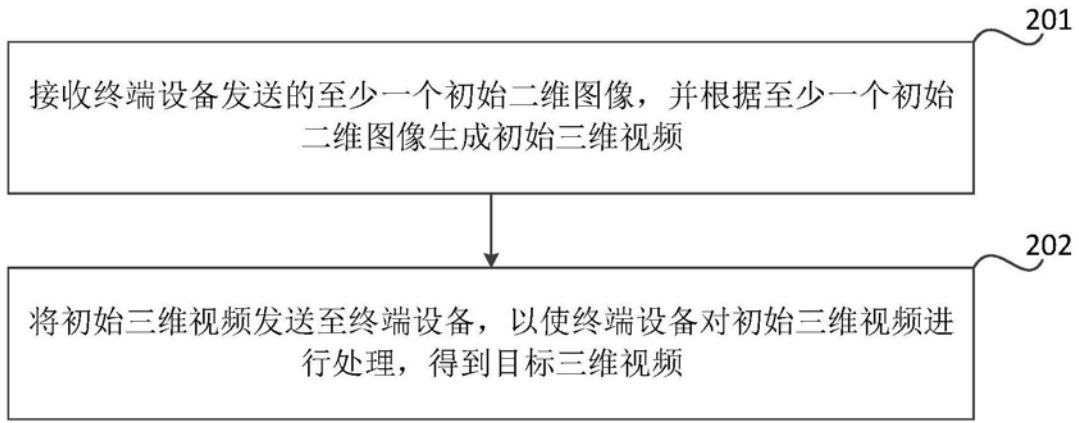 201
接收终端设备发送的至少一个初始二维图像，并根据至少一个初始
二维图像生成初始三维视频
202
将初始三维视频发送至终端设备，以使终端设备对初始三维视频进
行处理，得到目标三维视频